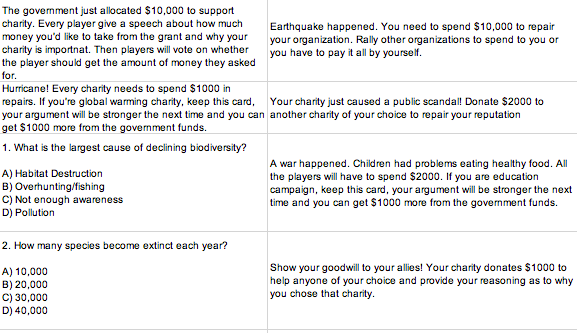 The government just allocated $10,000 to support
charity. Every player give a speech about how much
money you'd like to take from the grant and why your
charity is importnat. Then players will vote on whether
the player should get the amount of money they asked
for.
Earthquake happened. You need to spend $10,000 to repair
your organization. Rally other organizations to spend to you or
you have to pay it all by yourself.
Hurricane! Every charity needs to spend $1000 in
repairs. If you're global warming charity, keep this card,
your argument will be stronger the next time and you can
get $1000 more from the government funds.
Your charity just caused a public scandal! Donate $2000 to
another charity of your choice to repair your reputation
1. What is the largest cause of declining biodiversity?
A) Habitat Destruction
B) Overhunting/fishing
C) Not enough awareness
D) Pollution
A war happened. Children had problems eating healthy food. All
the players will have to spend $2000. If you are education
campaign, keep this card, your argument will be stronger the next
time and you can get $1000 more from the government funds.
2. How many species become extinct each year?
A) 10,000
B) 20,000
C) 30,000
D) 40,000
Show your goodwill to your allies! Your charity donates $1000 to
help anyone of your choice and provide your reasoning as to why
you chose that charity.